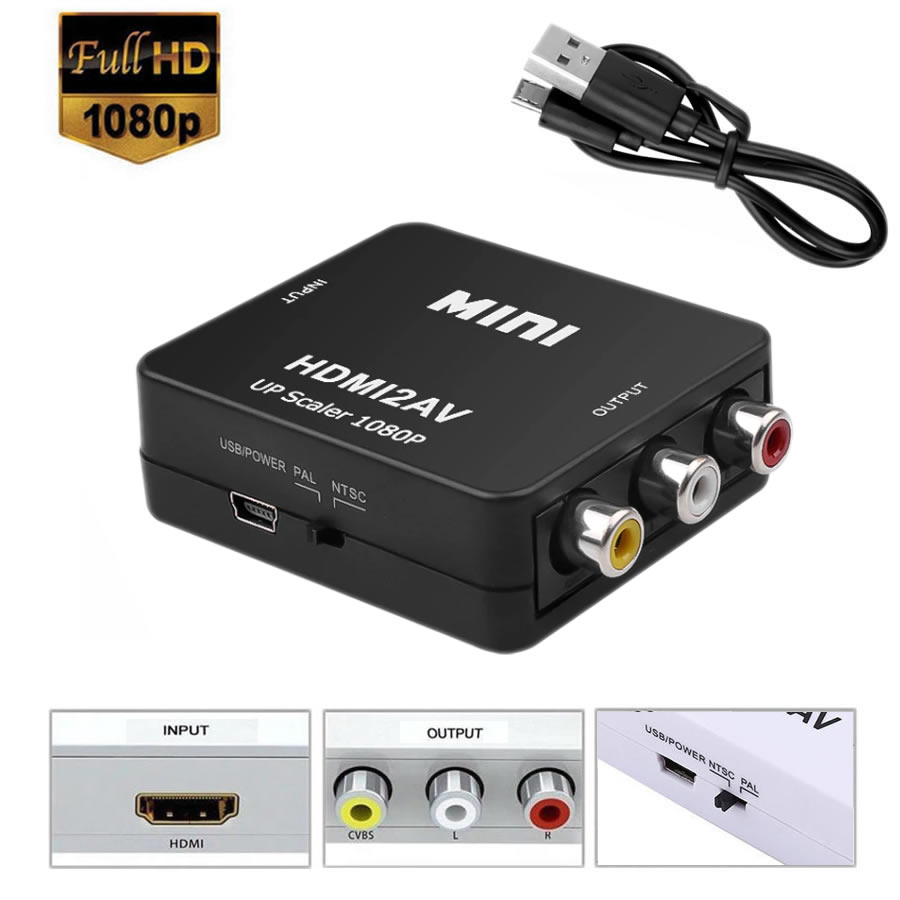 Full HD
1080p
INPUT
MINI
HDMI2AV
UP Scaler 1080P
OUTPUT
USB/POWER PAL NTSC
INPUT
HDMI
OUTPUT
CVBS L R
AV
USB/POWER NTSC PAL